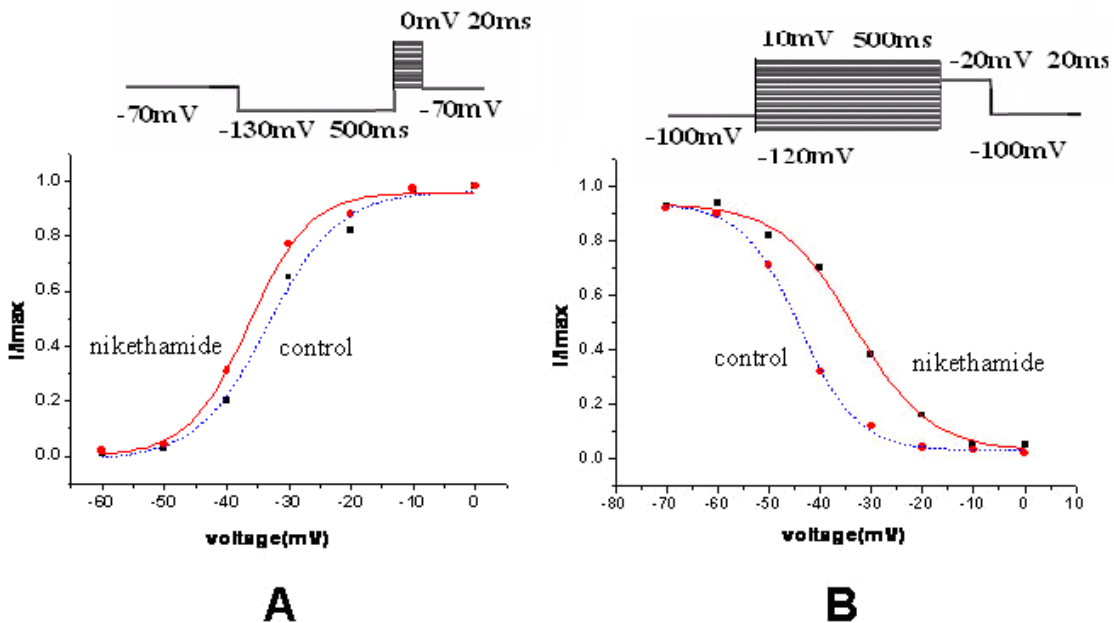 0mV 20ms
-70mV
-130mV 500ms
-70mV
1.0
0.8
0.6
0.4
0.2
0.0
I/Imax
nikethamide
control
-60 -50 -40 -30 -20 -10 0
voltage(mV)
A
10mV 500ms
-20mV 20ms
-100mV
-120mV
-100mV
1.0
0.8
0.6
0.4
0.2
0.0
I/Imax
control
nikethamide
-80 -70 -60 -50 -40 -30 -20 -10 0 10
voltage(mV)
B